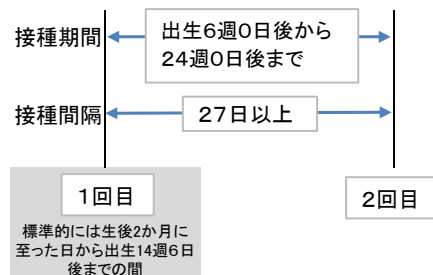 接種期間
出生6週0日後から
24週0日後まで
接種間隔
27日以上
1回目
2回目
標準的には生後2か月に
至った日から出生14週6日
後までの間